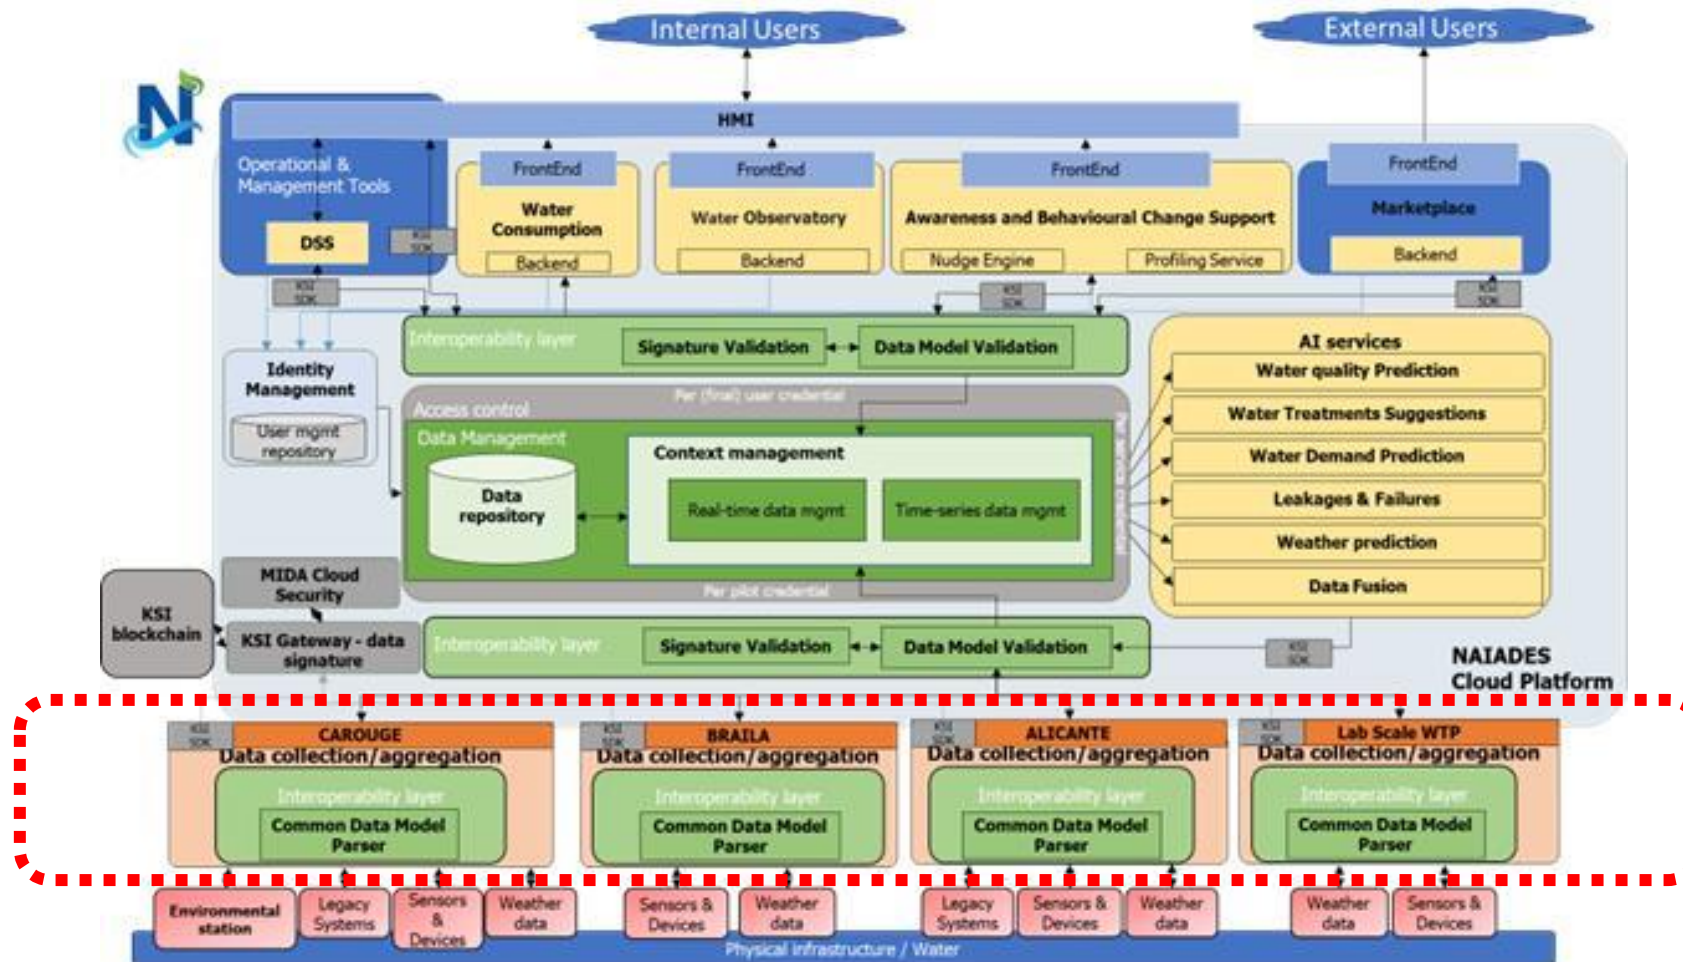 Internal Users
External Users
N
HMI
Operational &
Management Tools
DSS
KSI
SDK
KSI
SDK
FrontEnd
Water
Consumption
Backend
FrontEnd
Water Observatory
Backend
FrontEnd
Awareness and Behavioural Change Support
Nudge Engine
Profiling Service
KSI
SDK
FrontEnd
Marketplace
Backend
KSI
SDK
Interoperability layer
Signature Validation
Data Model Validation
Identity
Management
User mgmt
repository
Per (final) user credential
Access control
Data Management
Data
repository
Context management
Real-time data mgmt
Time-series data mgmt
Per pilot credential
AI services
Water quality Prediction
Water Treatments Suggestions
Water Demand Prediction
Leakages & Failures
Weather prediction
Data Fusion
KSI
blockchain
MIDA Cloud
Security
KSI Gateway - data
signature
Interoperability layer
Signature Validation
Data Model Validation
KSI
SDK
NAIADES
Cloud Platform
KSI
SDK
CAROUGE
Data collection/aggregation
Interoperability layer
Common Data Model
Parser
KSI
SDK
BRAILA
Data collection/aggregation
Interoperability layer
Common Data Model
Parser
KSI
SDK
ALICANTE
Data collection/aggregation
Interoperability layer
Common Data Model
Parser
KSI
SDK
Lab Scale WTP
Data collection/aggregation
Interoperability layer
Common Data Model
Parser
Environmental
station
Legacy
Systems
Sensors
&
Devices
Weather
data
Sensors &
Devices
Weather
data
Legacy
Systems
Sensors &
Devices
Weather
data
Weather
data
Sensors &
Devices
Physical infrastructure / Water